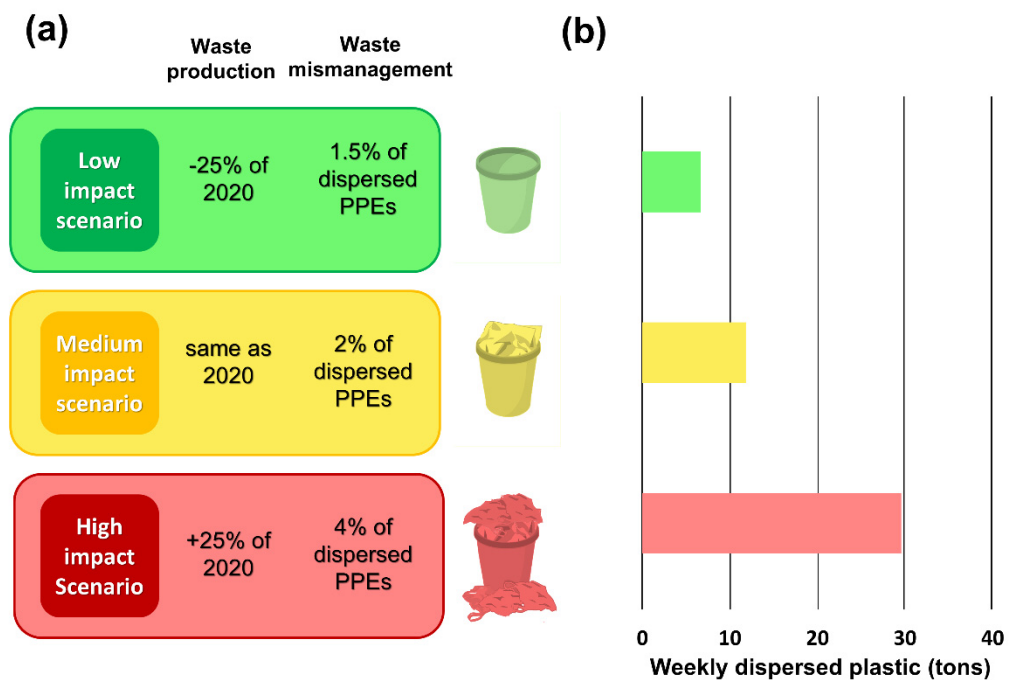 (a)
Waste
production
Waste
mismanagement
Low
impact
scenario
-25% of
2020
1.5% of
dispersed
PPEs
Medium
impact
scenario
same as
2020
2% of
dispersed
PPEs
High
impact
Scenario
+25% of
2020
4% of
dispersed
PPEs
(b)
0 10 20 30 40
Weekly dispersed plastic (tons)